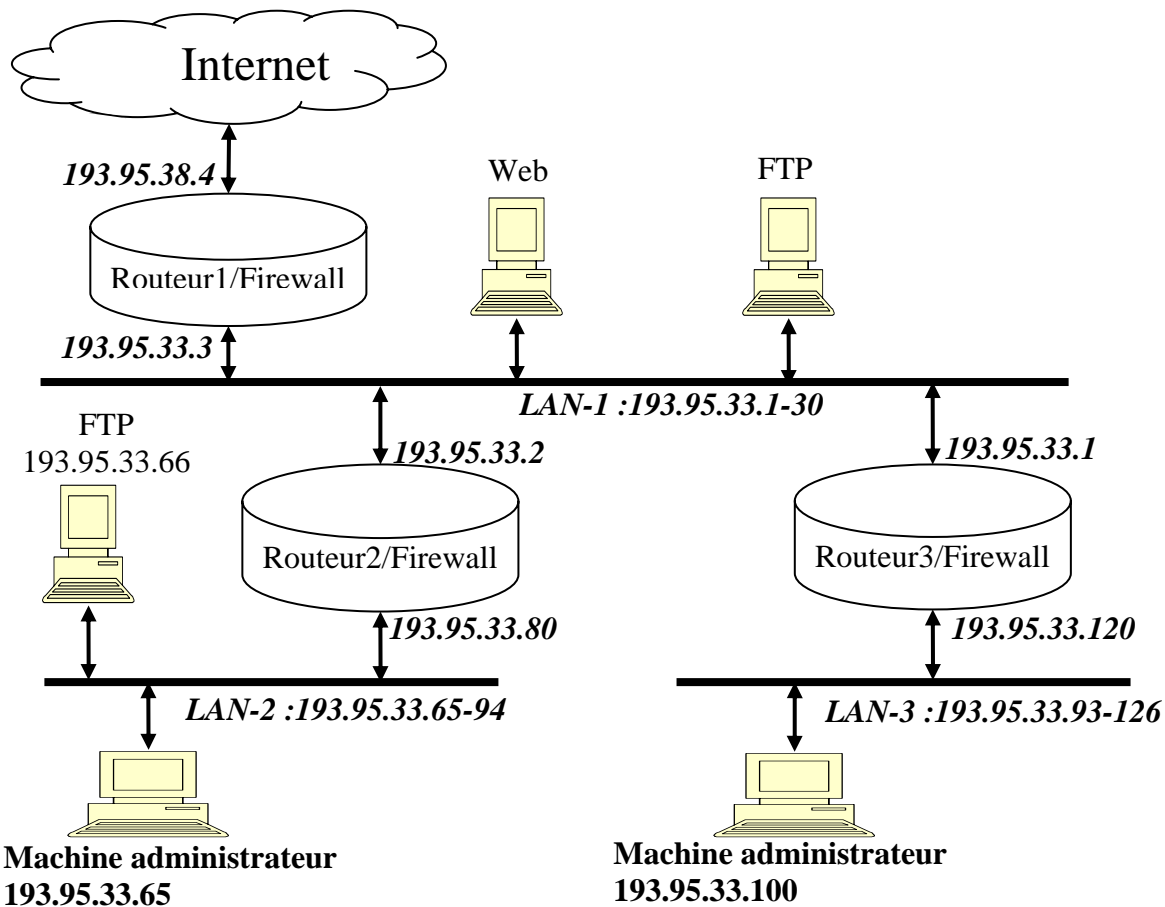 Internet
193.95.38.4
Web
FTP
Routeur1/Firewall
193.95.33.3
LAN-1 :193.95.33.1-30
FTP
193.95.33.66
193.95.33.2
193.95.33.1
Routeur2/Firewall
Routeur3/Firewall
193.95.33.80
193.95.33.120
LAN-2 :193.95.33.65-94
LAN-3 :193.95.33.93-126
Machine administrateur
193.95.33.65
Machine administrateur
193.95.33.100